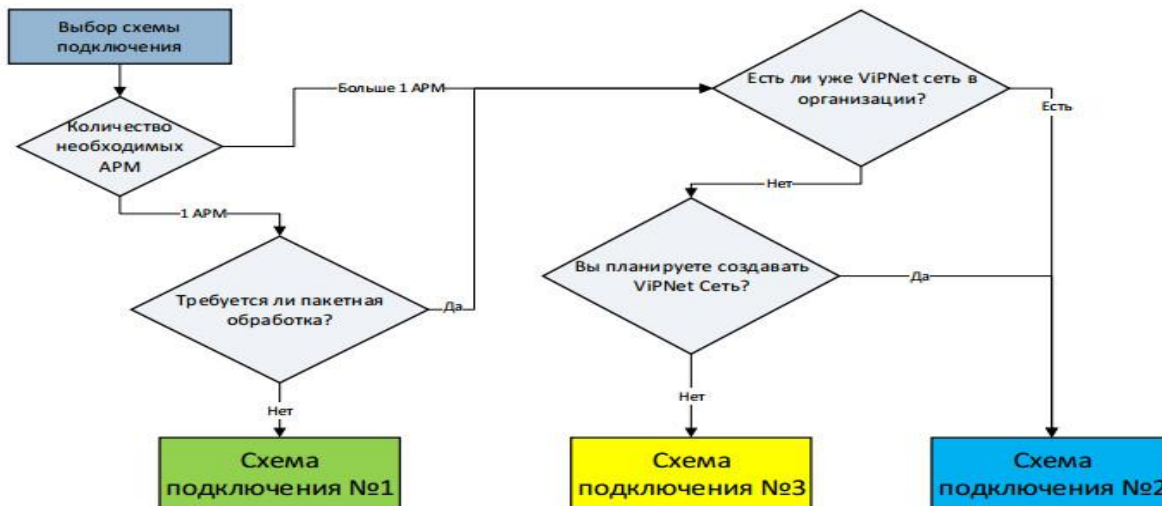 Выбор схемы
подключения
Количество
необходимых
АРМ
Больше 1 АРМ
Есть ли уже ViPNet сеть в
организации?
Есть
1 АРМ
Нет
Требуется ли пакетная
обработка?
Да
Вы планируете создавать
ViPNet Сеть?
Да
Нет
Нет
Схема
подключения №1
Схема
подключения №3
Схема
подключения №2